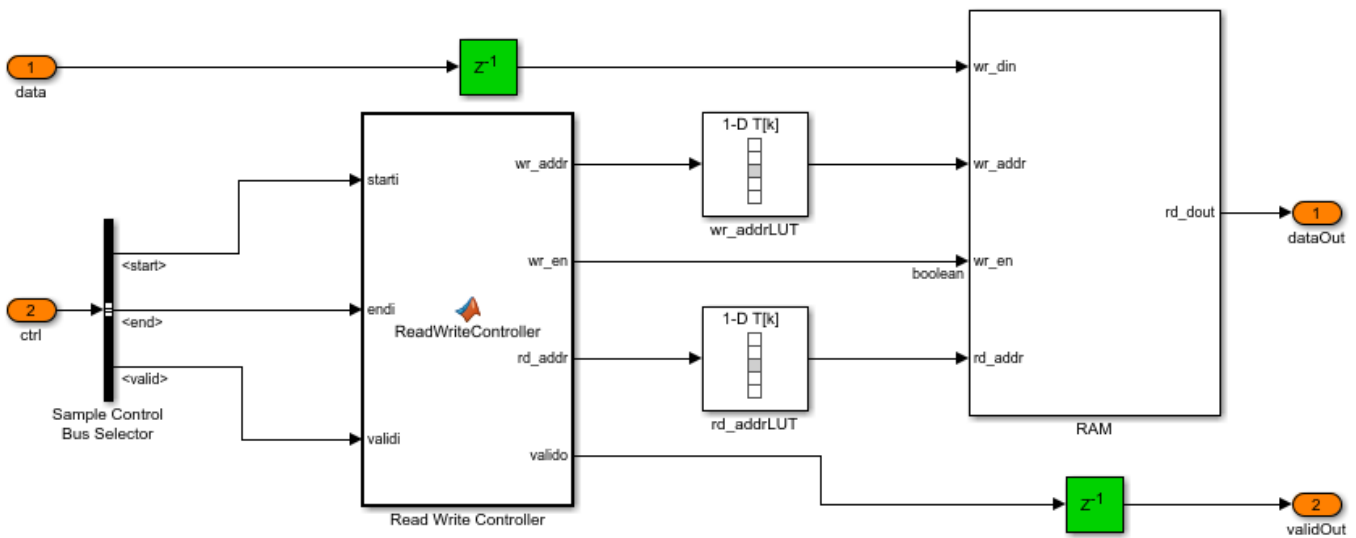 1
data
z-1
wr_din
1-D T[k]
wr_addr
wr_addr
wr_addrLUT
starti
<start>
wr_en
boolean
wr_en
rd_dout
1
dataOut
2
ctrl
<end>
endi
ReadWriteController
1-D T[k]
rd_addr
rd_addr
rd_addrLUT
RAM
<valid>
validi
valido
Sample Control
Bus Selector
Read Write Controller
z-1
2
validOut